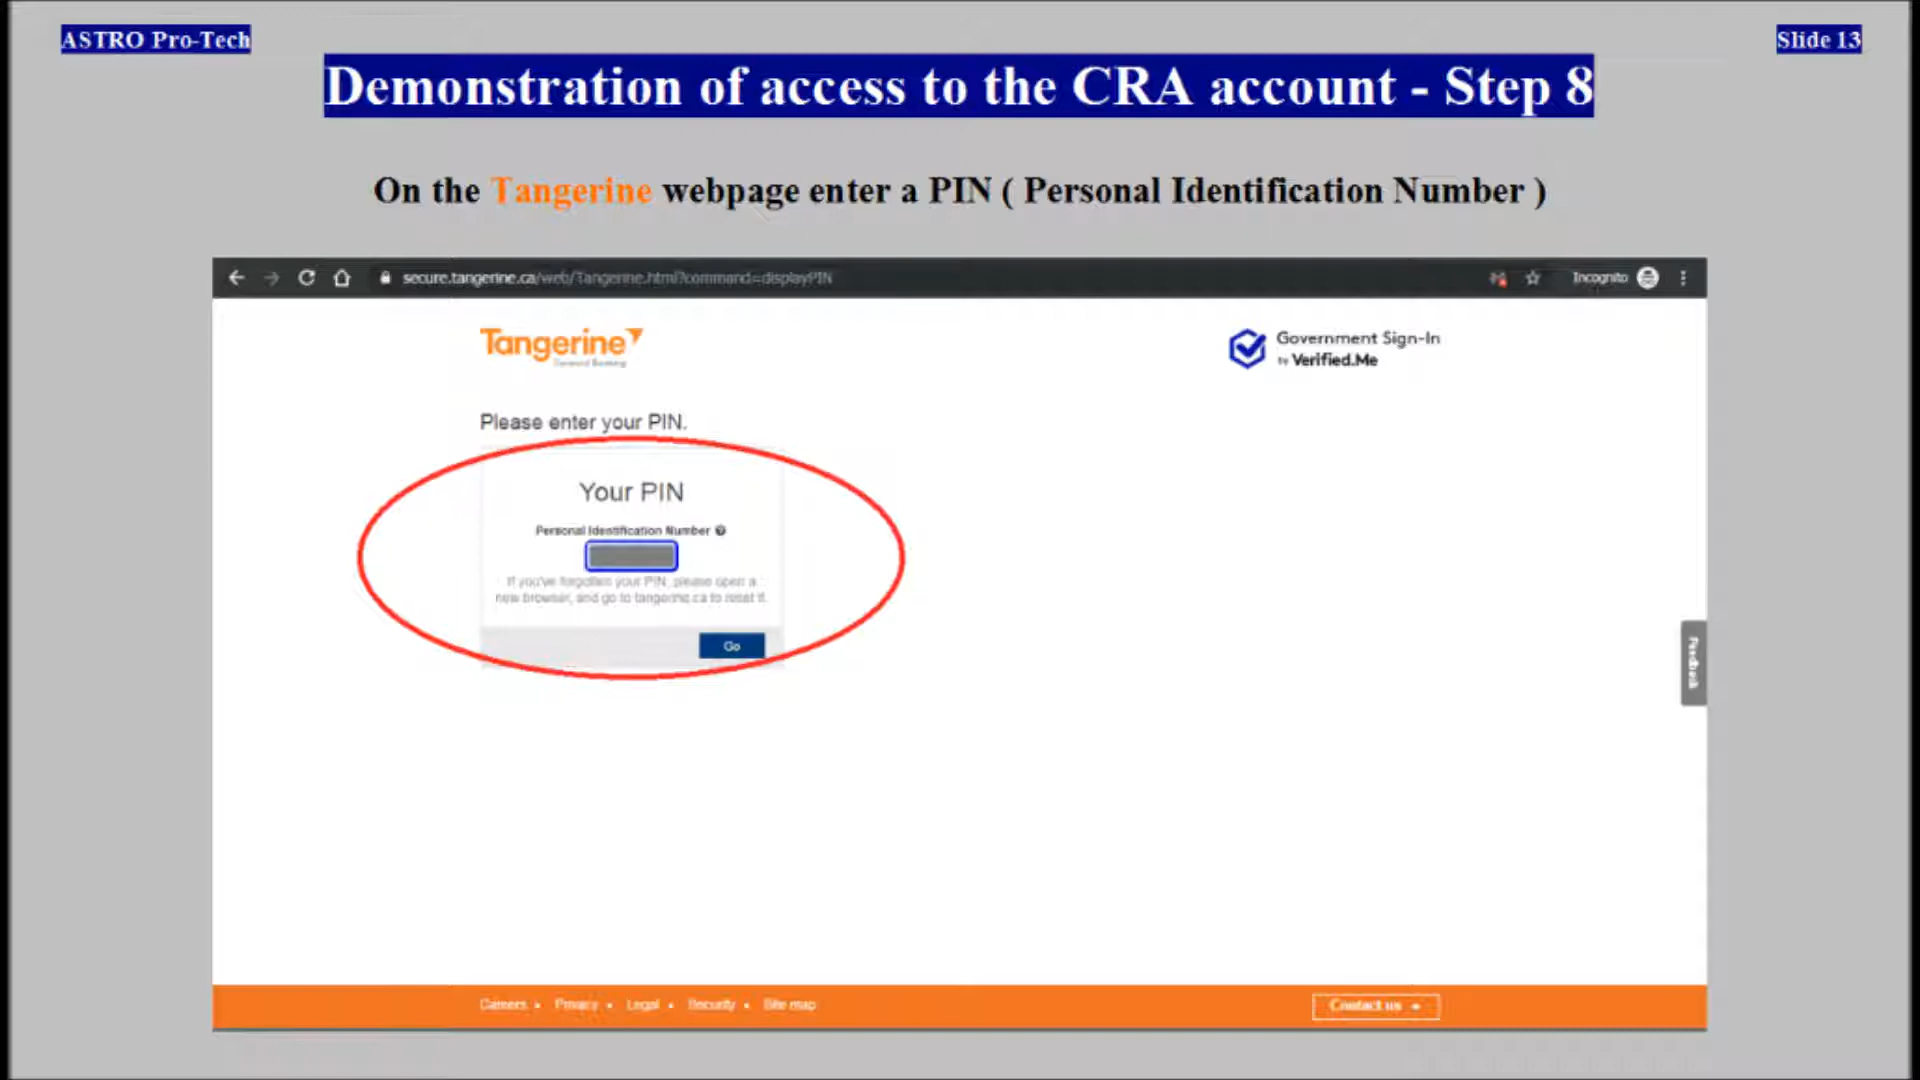 ASTRO Pro-Tech
Slide 13
Demonstration of access to the CRA account - Step 8
On the Tangerine webpage enter a PIN ( Personal Identification Number )
secure.tangerine.ca/web/Tangerine.html?command=displayPIN
Incognito
Tangerine
Forward Banking
Government Sign-In
by Verified.Me
Please enter your PIN.
Your PIN
Personal Identification Number
If you've forgotten your PIN, please open a
new browser, and go to tangerine.ca to reset it.
Go
Feedback
Careers • Privacy • Legal • Security • Site map
Contact us